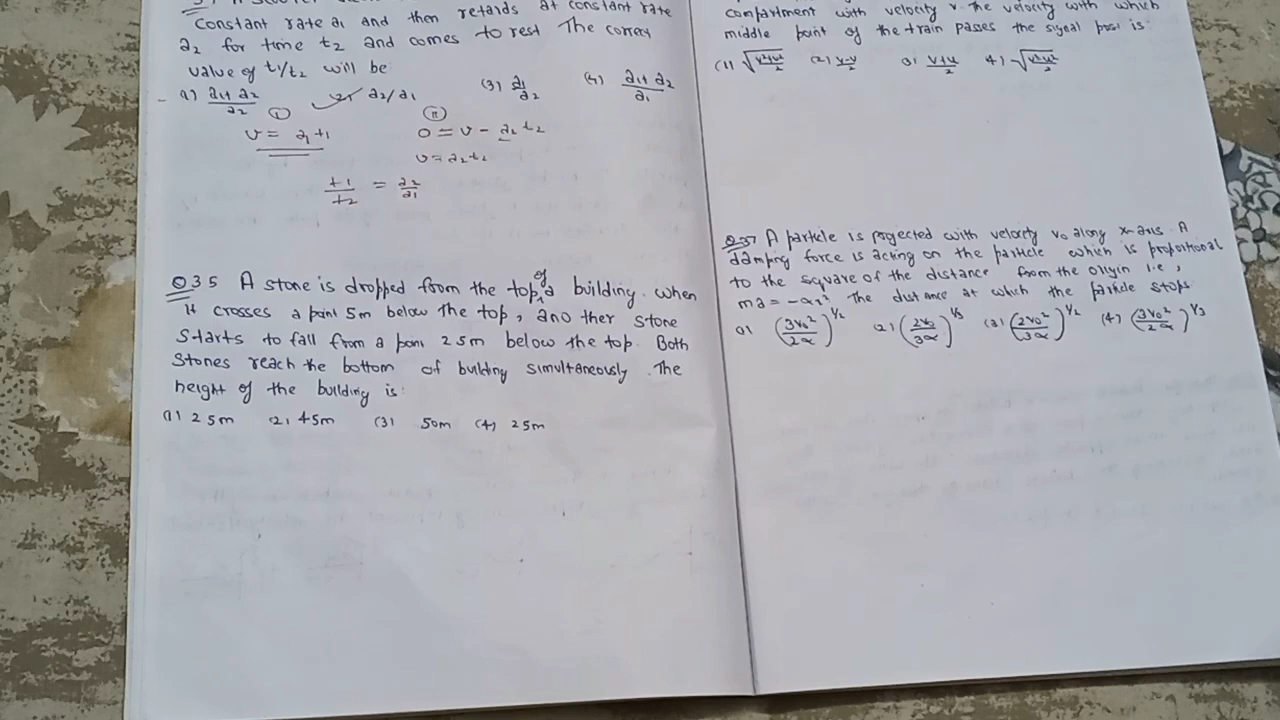 constant rate a1 and then retards at constant rate
a2 for time t2 and comes to rest The correct
value of t1/t2 will be
(1) a1+ a2/a2 (2) a2/a1 (3) a1/a2 (4) a1+ a2/a1
(I) (II)
v = a1t1 0 = v - a2t2
v = a2t2
t1/t2 = a2/a1
Q35 A stone is dropped from the top of a building. when
it crosses a point 5m below the top, ano ther stone
starts to fall from a poin 25m below the top. Both
Stones reach the bottom of building simultaneously. The
height of the building is:
(1) 25m (2) 45m (3) 50m (4) 25m
compartment with velocity v the velocity with which
middle point of the train passes the signal post is
(3) v+u/2
Q.37 A particle is projected with velocity v0 along x-axis. A
damping force is acking on the particle which is proportional
to the square of the distance from the origin i.e,
ma = -αx² The distance at which the particle stops
(1) (3v0²/2α)^1/2 (2) (2v0/3α)^1/3 (3) (2v0²/3α)^1/2 (4) (3v0²/2α)^1/3